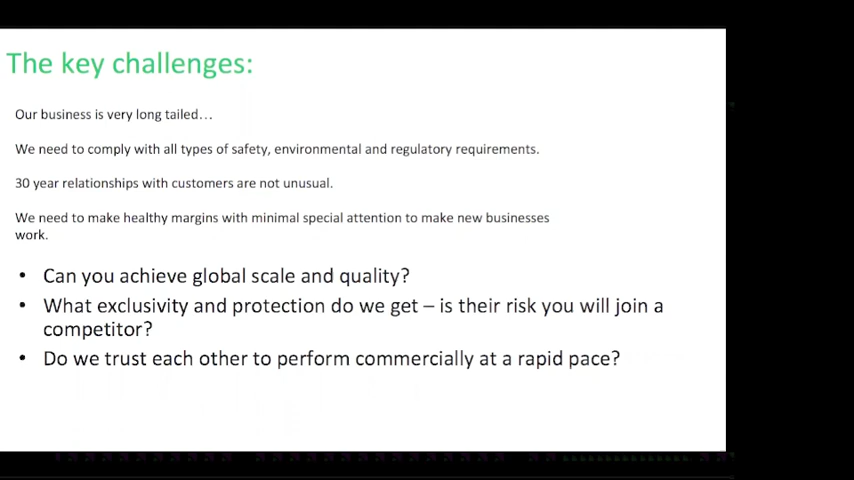 The key challenges:
Our business is very long tailed…
We need to comply with all types of safety, environmental and regulatory requirements.
30 year relationships with customers are not unusual.
We need to make healthy margins with minimal special attention to make new businesses
work.
• Can you achieve global scale and quality?
• What exclusivity and protection do we get – is their risk you will join a
competitor?
• Do we trust each other to perform commercially at a rapid pace?